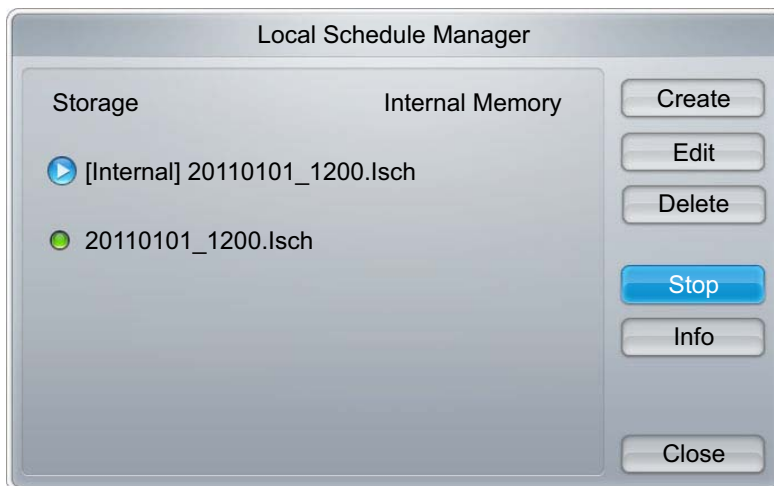 Local Schedule Manager
Storage Internal Memory
[Internal] 20110101_1200.lsch
20110101_1200.lsch
Create
Edit
Delete
Stop
Info
Close